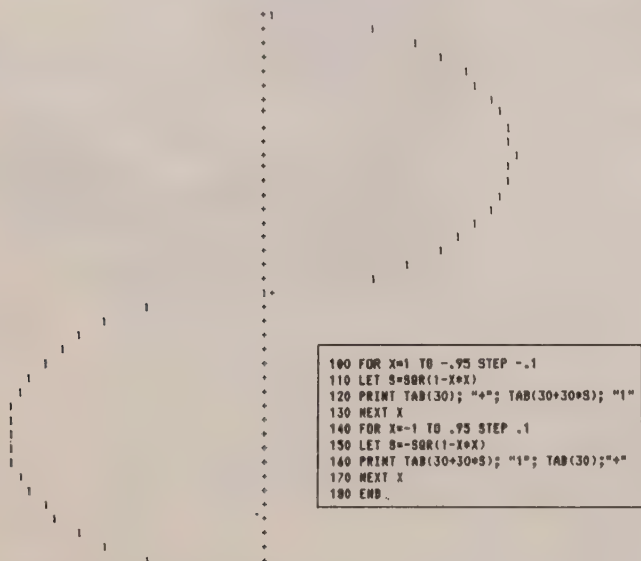 100 FOR X=1 TO -.95 STEP -.1
110 LET S=SQR(1-X*X)
120 PRINT TAB(30); "+"; TAB(30+30*S); "1"
130 NEXT X
140 FOR X=-1 TO .95 STEP .1
150 LET S=-SQR(1-X*X)
160 PRINT TAB(30+30*S); "1"; TAB(30);"+"
170 NEXT X
180 END